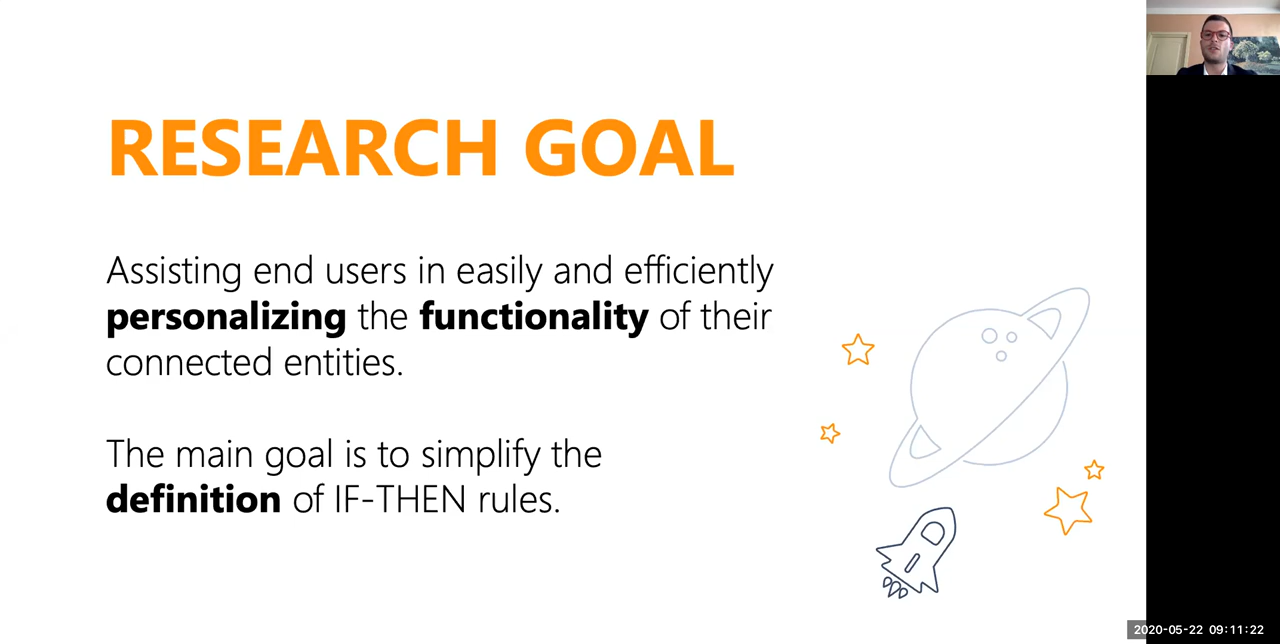 RESEARCH GOAL
Assisting end users in easily and efficiently
personalizing the functionality of their
connected entities.
The main goal is to simplify the
definition of IF-THEN rules.
2020-05-22 09:11:22